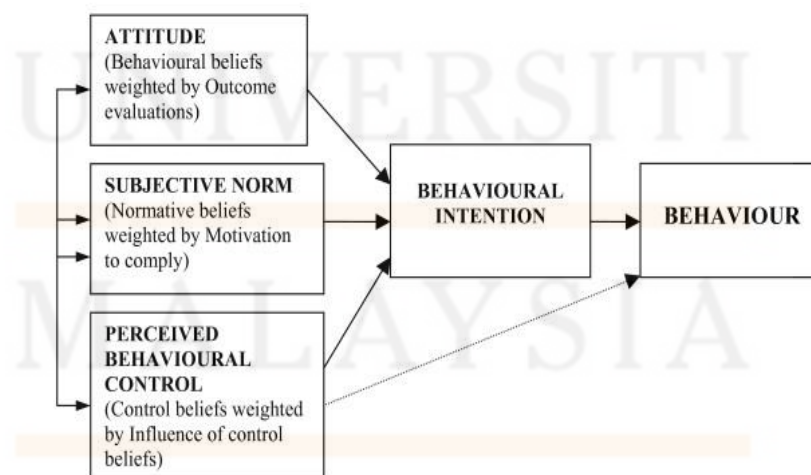 ATTITUDE
(Behavioural beliefs
weighted by Outcome
evaluations)
SUBJECTIVE NORM
(Normative beliefs
weighted by Motivation
to comply)
PERCEIVED
BEHAVIOURAL
CONTROL
(Control beliefs weighted
by Influence of control
beliefs)
BEHAVIOURAL
INTENTION
BEHAVIOUR
UNIVERSITI
MALAYSIA